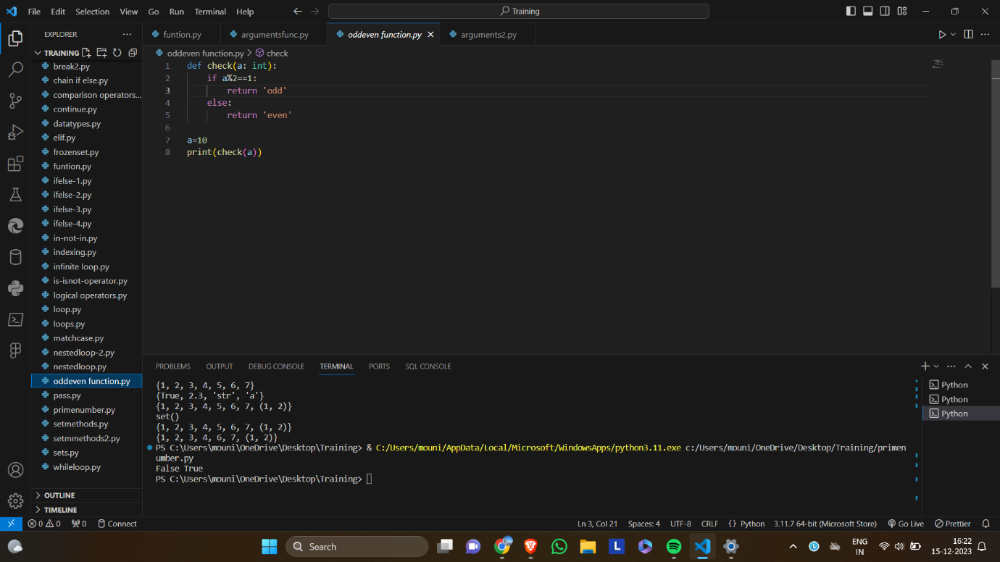 File Edit Selection View Go Run Terminal Help
Training
EXPLORER
TRAINING
break2.py
chain if else.py
comparison operators...
continue.py
datatypes.py
elif.py
frozenset.py
funtion.py
ifelse-1.py
ifelse-2.py
ifelse-3.py
ifelse-4.py
in-not-in.py
indexing.py
infinite loop.py
is-isnot-operator.py
logical operators.py
loop.py
loops.py
matchcase.py
nestedloop-2.py
nestedloop.py
oddeven function.py
pass.py
primenumber.py
setmethods.py
setnmethods2.py
sets.py
whileloop.py
OUTLINE
TIMELINE
funtion.py argumentsfunc.py oddeven function.py arguments2.py
oddeven function.py > check
1 def check(a: int):
2 if a%2==1:
3 return 'odd'
4 else:
5 return 'even'
6
7 a=10
8 print(check(a))
PROBLEMS OUTPUT DEBUG CONSOLE TERMINAL PORTS SQL CONSOLE
{1, 2, 3, 4, 5, 6, 7}
{True, 2.3, 'str', 'a'}
{1, 2, 3, 4, 5, 6, 7, (1, 2)}
set()
{1, 2, 3, 4, 5, 6, 7, (1, 2)}
{1, 2, 3, 4, 6, 7, (1, 2)}
PS C:\Users\mouni\OneDrive\Desktop\Training> & C:/Users/mouni/AppData/Local/Microsoft/WindowsApps/python3.11.exe c:/Users/mouni/OneDrive/Desktop/Training/primen
umber.py
False True
PS C:\Users\mouni\OneDrive\Desktop\Training>
Python
Python
Python
0 0 0 Connect Ln 3, Col 21 Spaces: 4 UTF-8 CRLF {} Python 3.11.7 64-bit (Microsoft Store) Go Live Prettier
Search
L
L
ENG
IN
16:22
15-12-2023